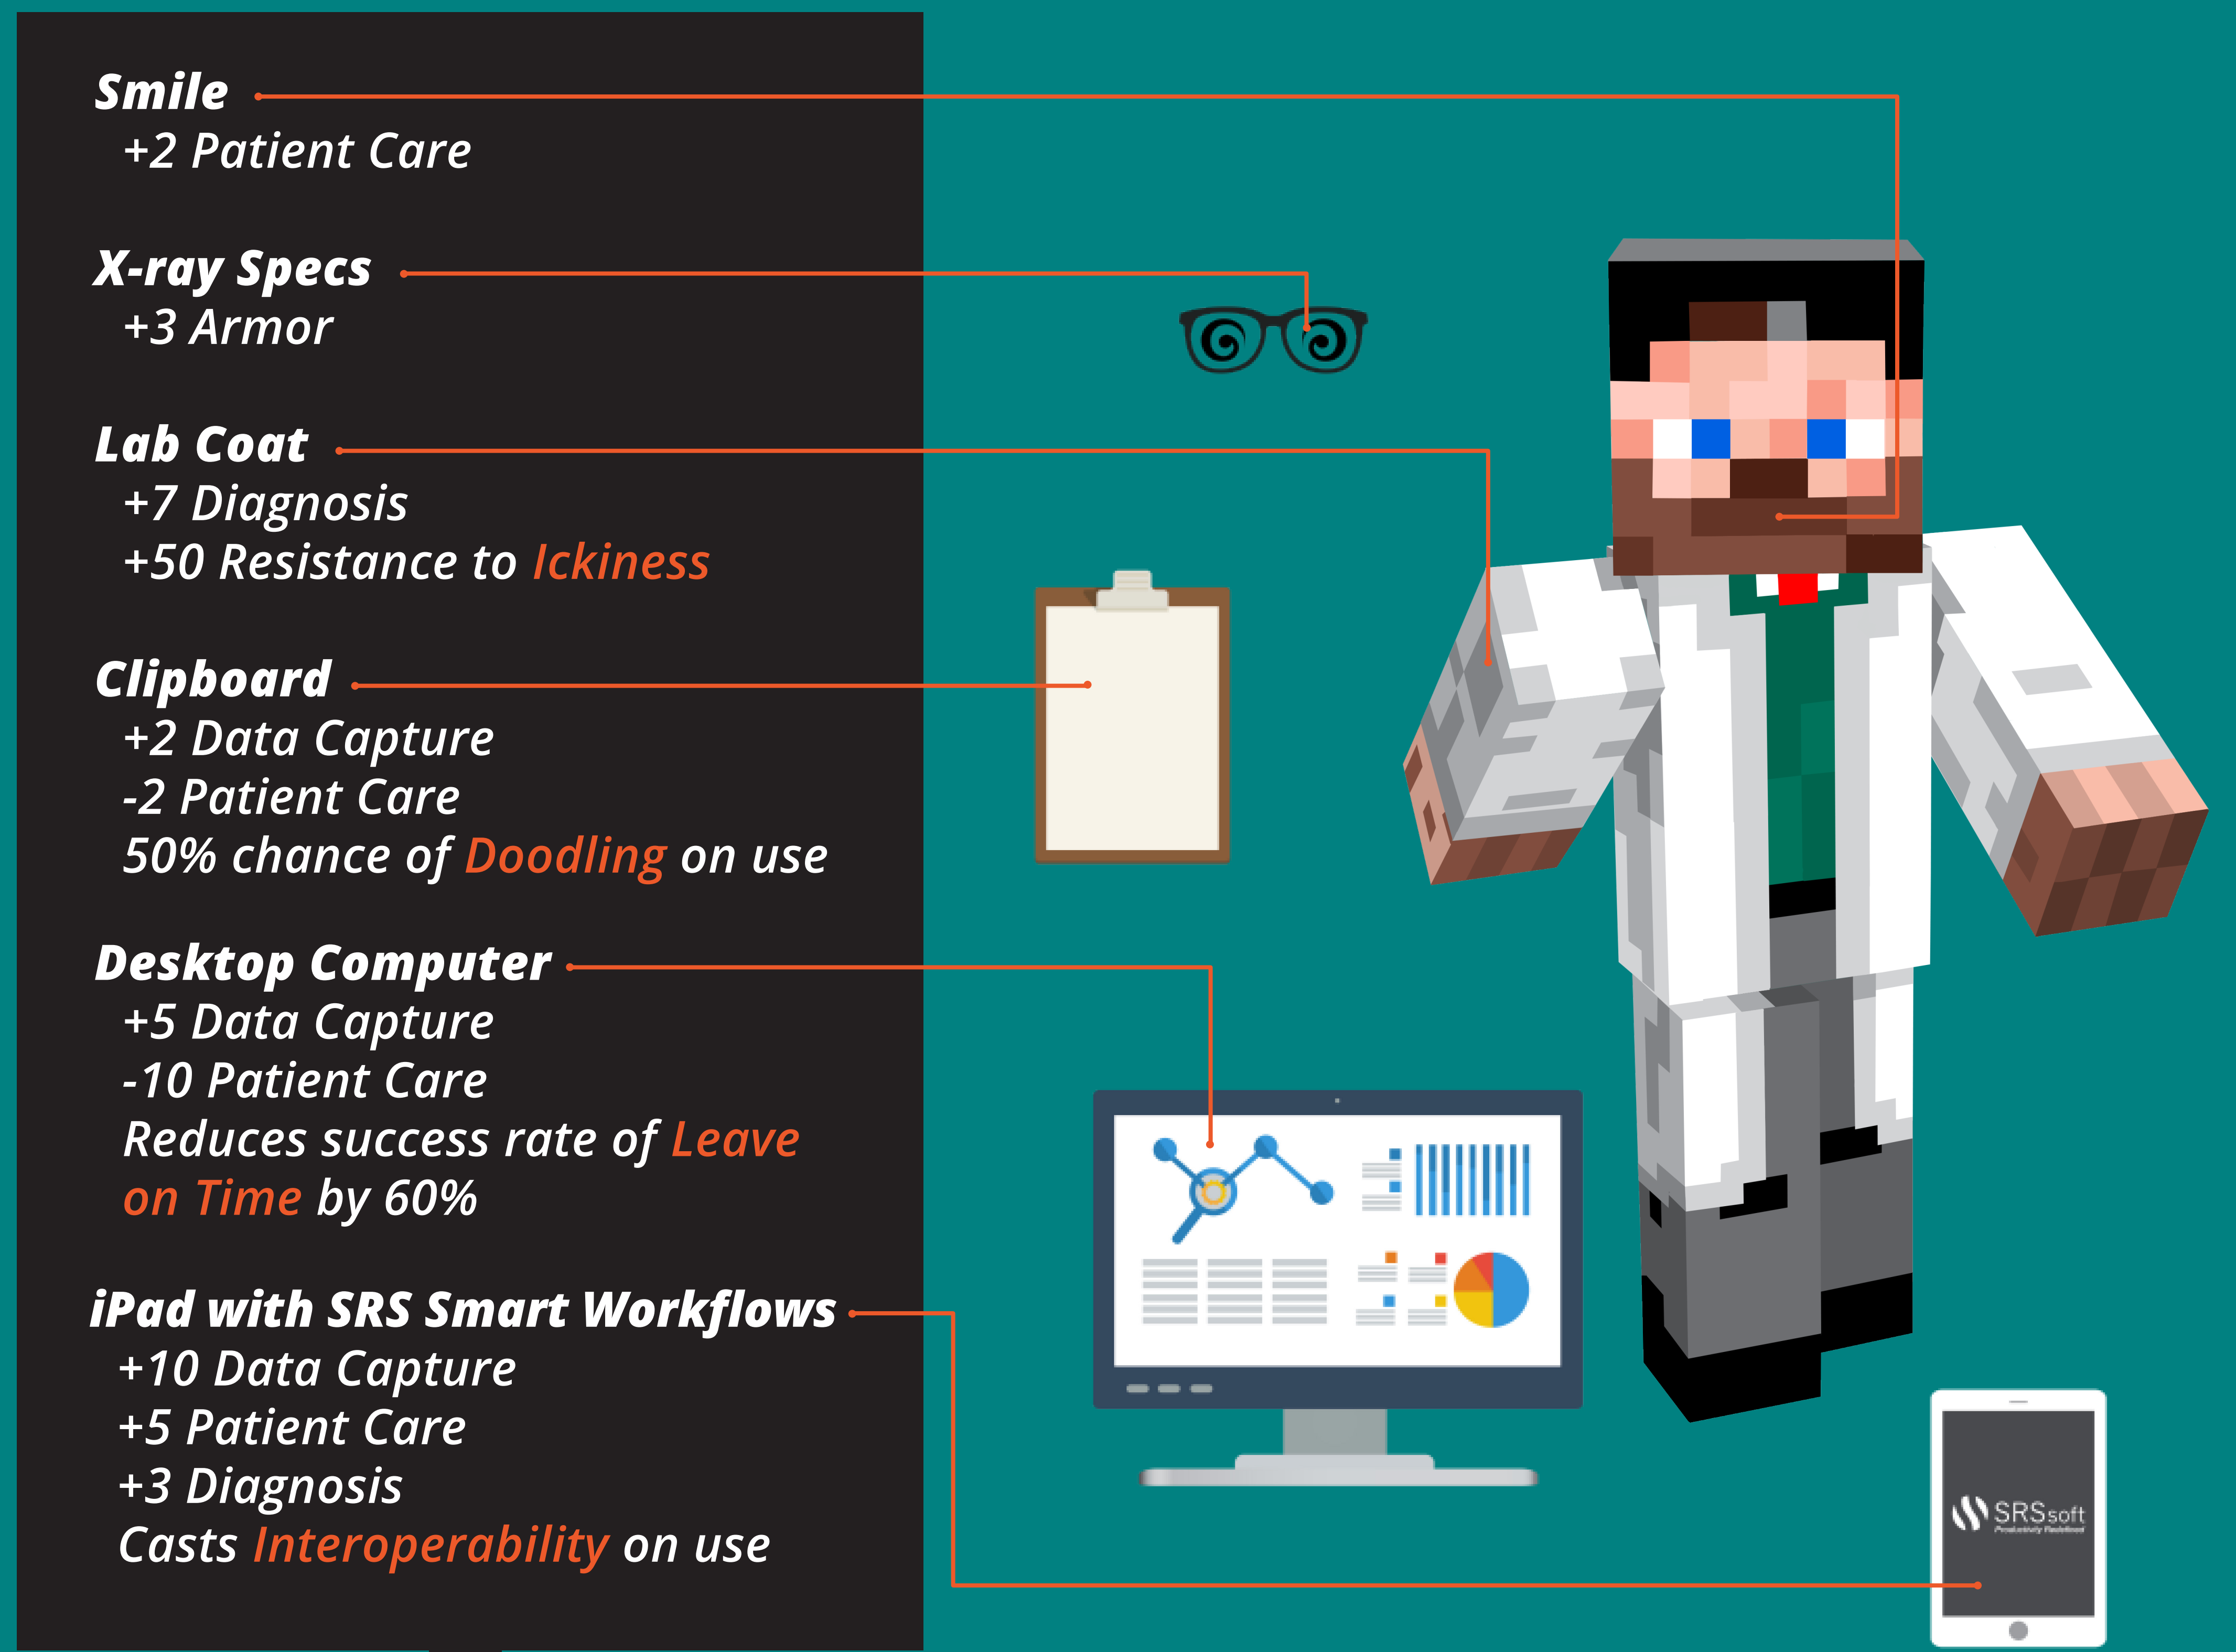 Smile
+2 Patient Care
X-ray Specs
+3 Armor
Lab Coat
+7 Diagnosis
+50 Resistance to Ickiness
Clipboard
+2 Data Capture
-2 Patient Care
50% chance of Doodling on use
Desktop Computer
+5 Data Capture
-10 Patient Care
Reduces success rate of Leave
on Time by 60%
iPad with SRS Smart Workflows
+10 Data Capture
+5 Patient Care
+3 Diagnosis
Casts Interoperability on use
SRSsoft
Productivity Redefined